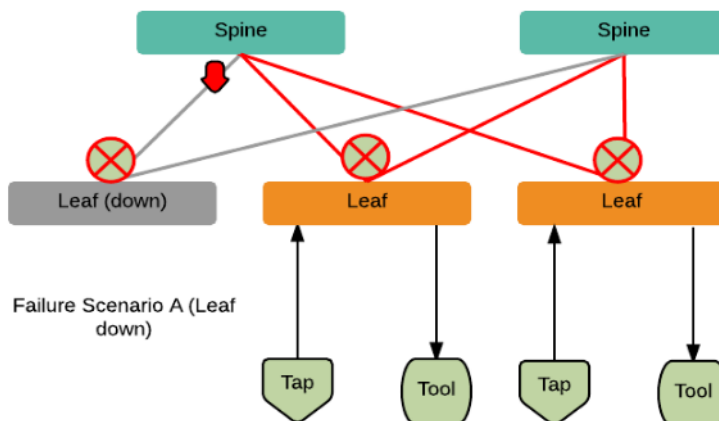 Spine
Spine
Leaf (down)
Leaf
Leaf
Failure Scenario A (Leaf
down)
Tap
Tool
Tap
Tool